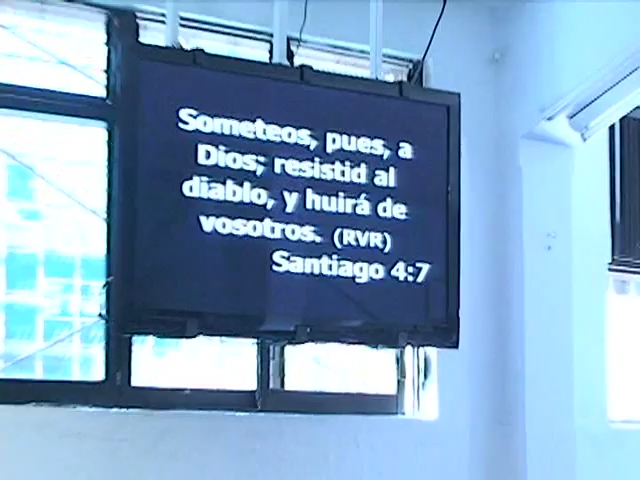 Someteos, pues, a
Dios; resistid al
diablo, y huirá de
vosotros. (RVR)
Santiago 4:7